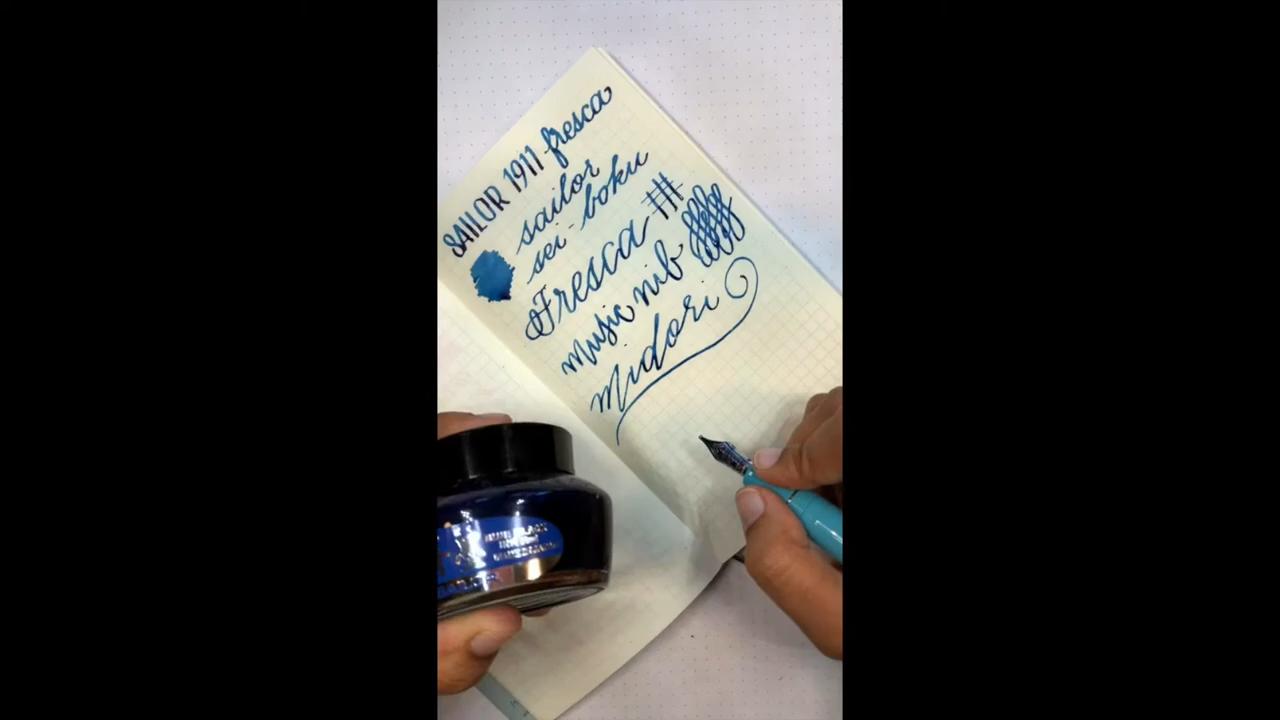 SAILOR 1911 fresca
sailor
sei-boku
Fresca
music nib
Midori